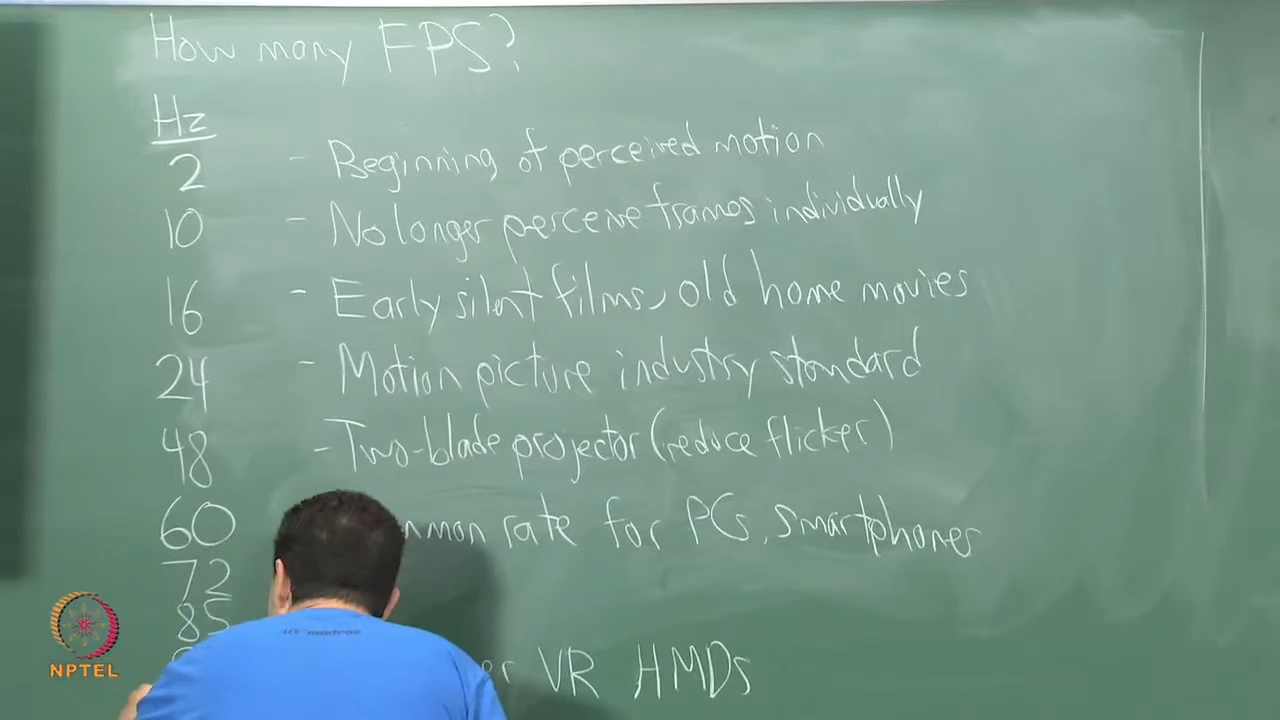 How many FPS?
Hz
2 - Beginning of perceived motion
10 - No longer perceive frames individually
16 - Early silent films, old home movies
24 - Motion picture industry standard
48 - Two-blade projector (reduce flicker)
60 rate for PCs, smartphones
72
85
VR HMDs
NPTEL